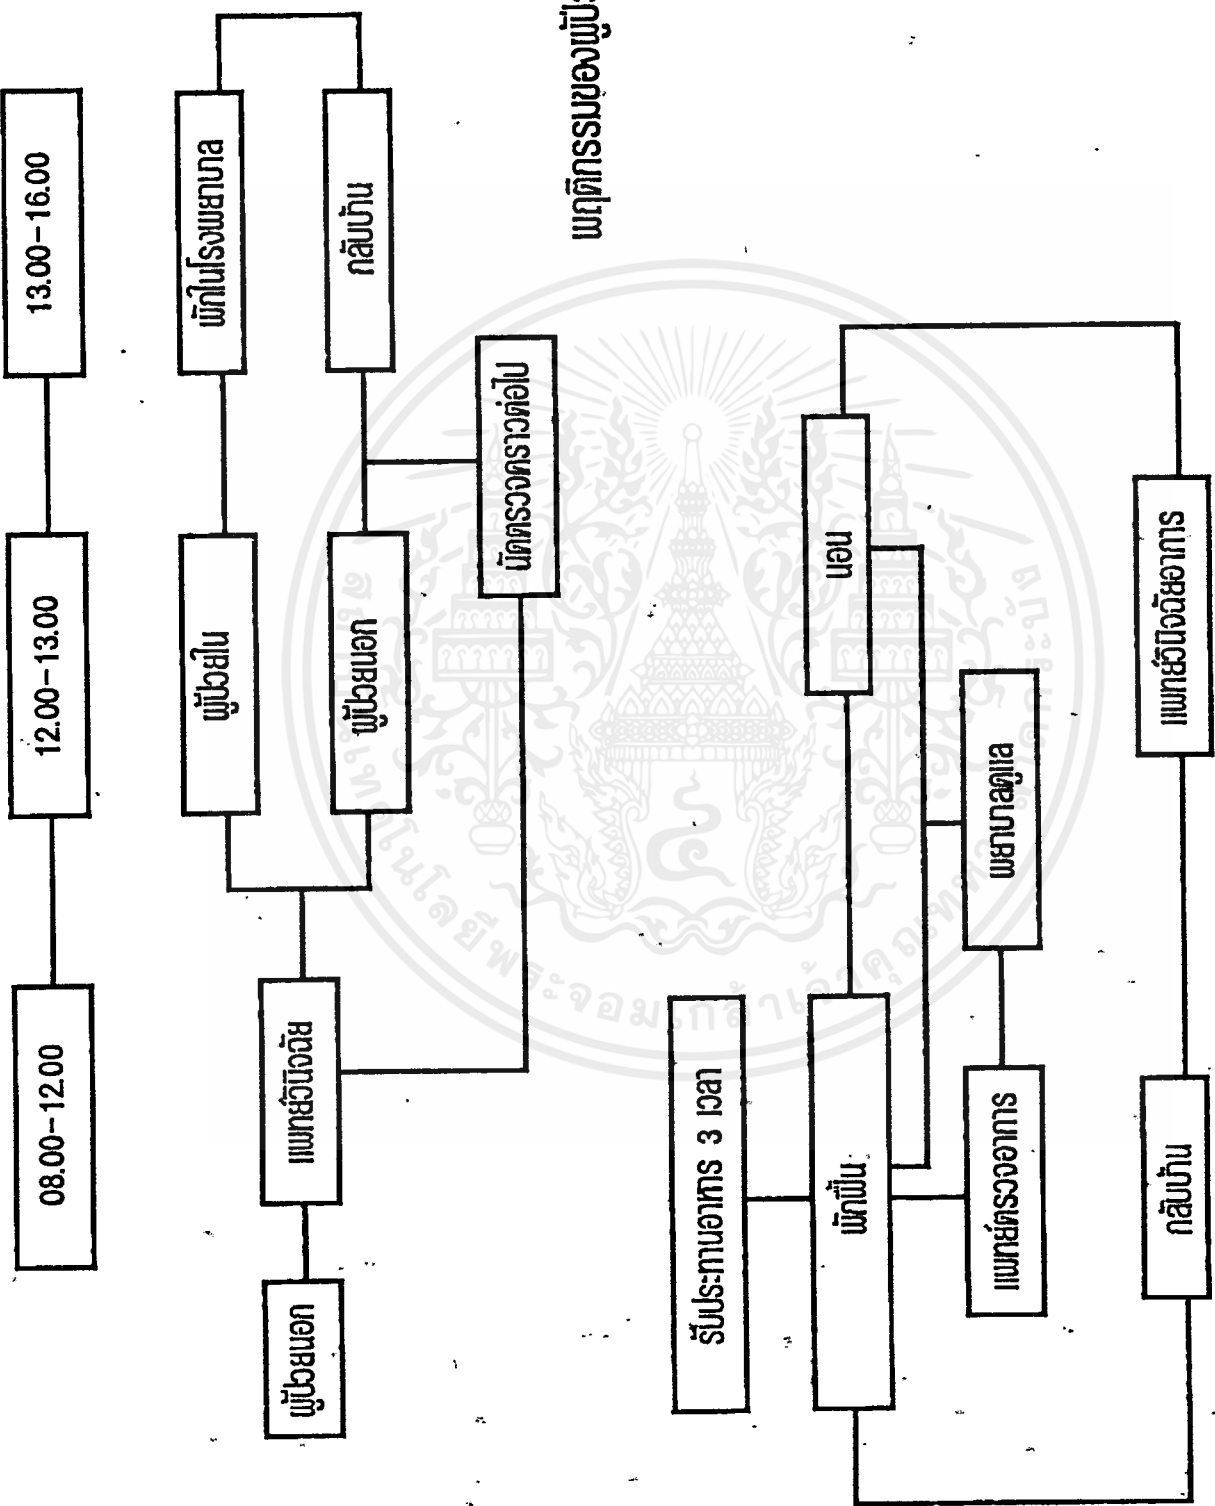 08.00-12.00
12.00-13.00
13.00-16.00
ผู้ป่วยนอก
แพทย์วินิจฉัย
ผู้ป่วยใน
พักในโรงพยาบาล
ผู้ป่วยนอก
กลับบ้าน
นัดตรวจคราวต่อไป
พฤติกรรมของผู้ป่ว
รับประทานอาหาร 3 เวลา
พักฟื้น
นอน
แพทย์ตรวจอาการ
พยาบาลดูแล
กลับบ้าน
แพทย์วินิจฉัยอาการ